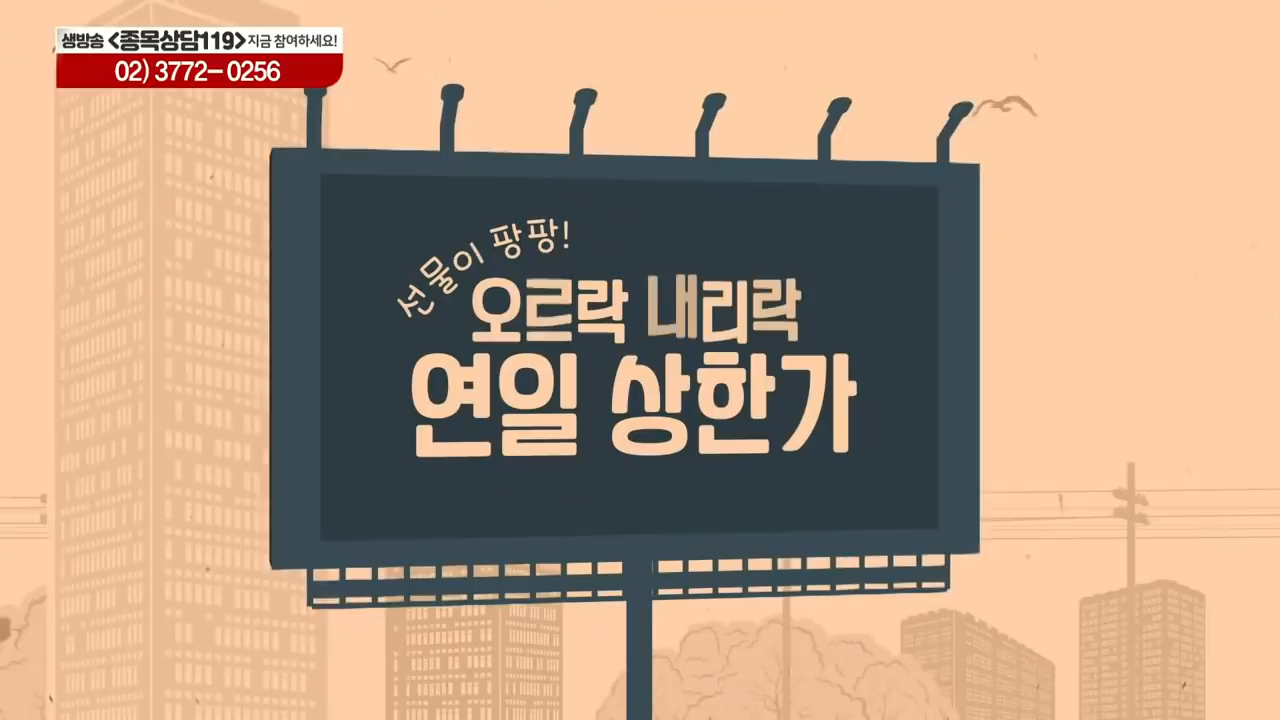 생방송 <종목상담119> 지금 참여하세요!
02) 3772-0256
선물이 팡팡!
오르락 내리락
연일 상한가